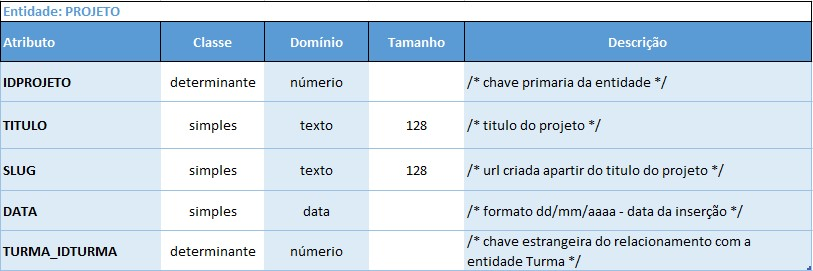 Entidade: PROJETO
Atributo Classe Domínio Tamanho Descrição
IDPROJETO determinante númerio /* chave primaria da entidade */
TITULO simples texto 128 /* titulo do projeto */
SLUG simples texto 128 /* url criada apartir do titulo do projeto */
DATA simples data /* formato dd/mm/aaaa - data da inserção */
TURMA_IDTURMA determinante númerio /* chave estrangeira do relacionamento com a
entidade Turma */